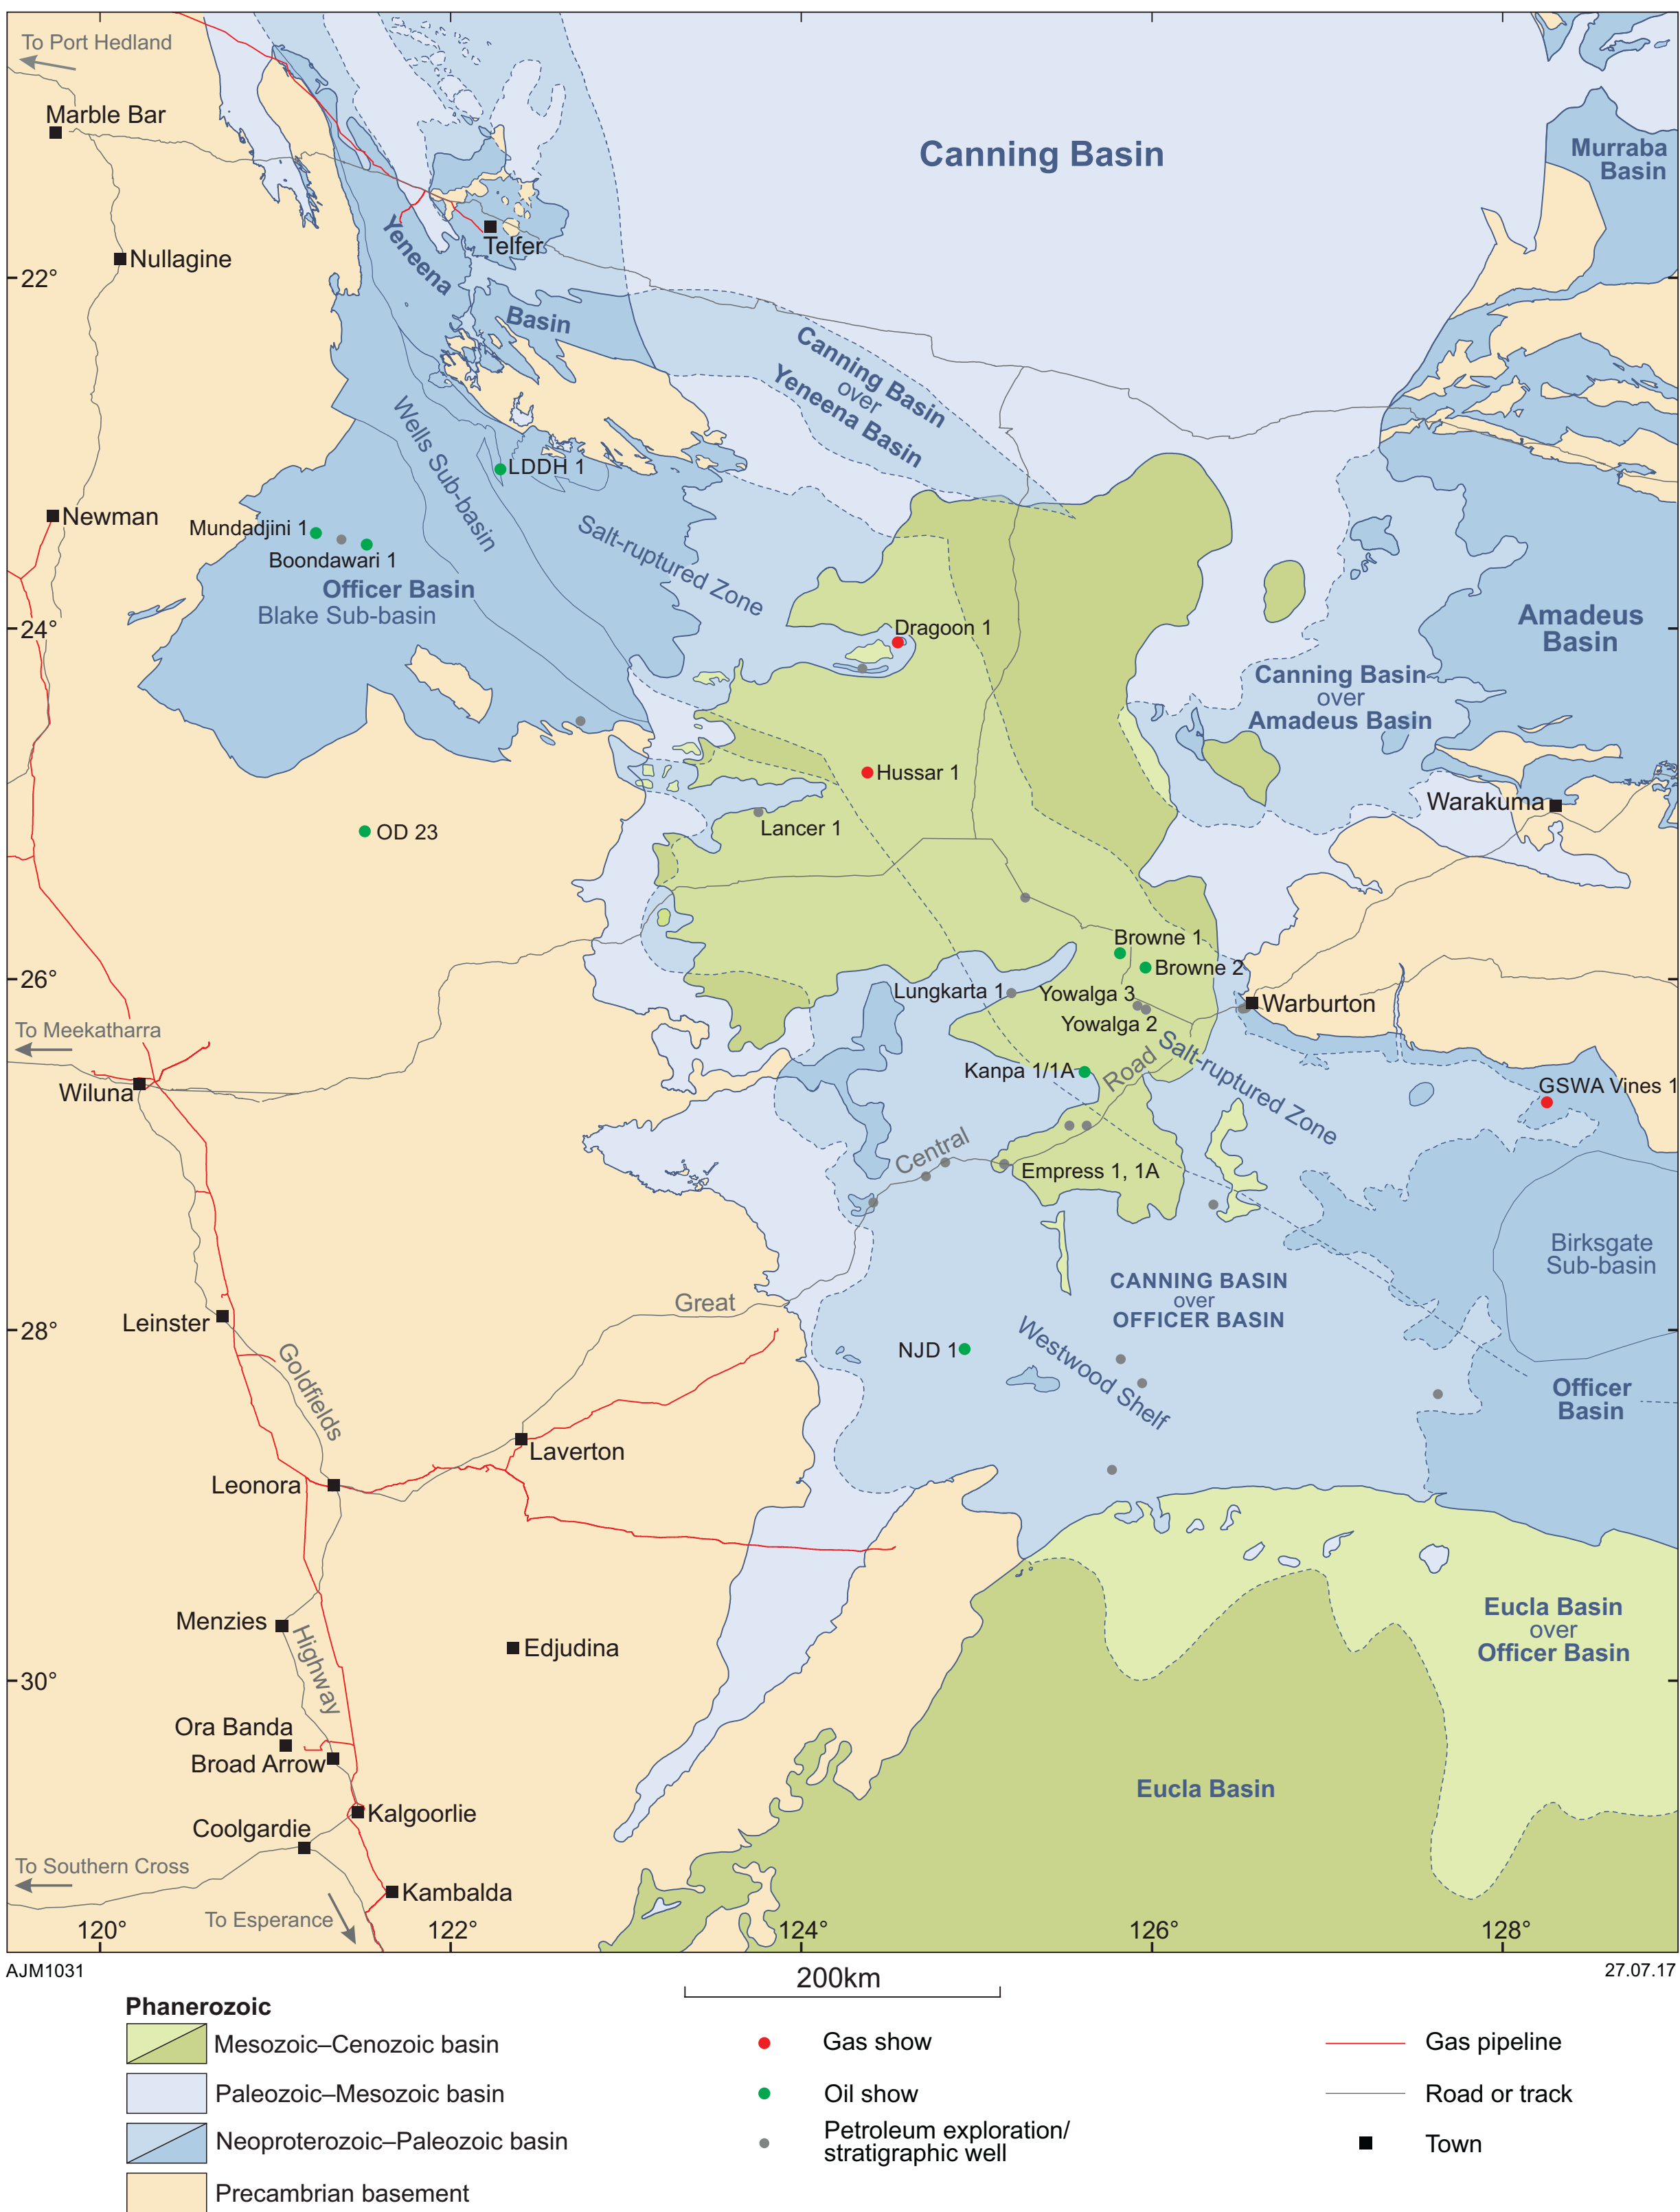 To Port Hedland
Marble Bar
Canning Basin
Murraba
Basin
Yeneena
Telfer
Nullagine
22°
Basin
Canning Basin
over
Yeneena Basin
Wells Sub-basin
LDDH 1
Newman
Mundadjini 1
Boondawari 1
Salt-ruptured Zone
Officer Basin
Blake Sub-basin
24°
Dragoon 1
Amadeus
Basin
Canning Basin
over
Amadeus Basin
Hussar 1
Warakuma
Lancer 1
OD 23
Browne 1
Browne 2
26°
Lungkarta 1
Yowalga 3
Warburton
Yowalga 2
To Meekatharra
Salt-ruptured Zone
Road
Kanpa 1/1A
Wiluna
GSWA Vines 1
Central
Empress 1, 1A
Birksgate
Sub-basin
CANNING BASIN
over
OFFICER BASIN
Great
Leinster
28°
Goldfields
NJD 1
Westwood Shelf
Officer
Basin
Laverton
Leonora
Eucla Basin
over
Officer Basin
Menzies
Highway
Edjudina
30°
Ora Banda
Broad Arrow
Eucla Basin
Kalgoorlie
Coolgardie
To Southern Cross
Kambalda
To Esperance
120°
122°
124°
126°
128°
AJM1031
200km
27.07.17
Phanerozoic
Mesozoic–Cenozoic basin
Paleozoic–Mesozoic basin
Neoproterozoic–Paleozoic basin
Precambrian basement
Gas show
Oil show
Petroleum exploration/
stratigraphic well
Gas pipeline
Road or track
Town